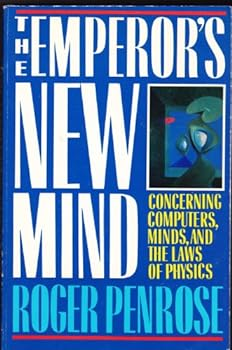 THE EMPEROR'S
NEW
MIND
CONCERNING
COMPUTERS,
MINDS, AND
THE LAWS
OF PHYSICS
ROGER PENROSE